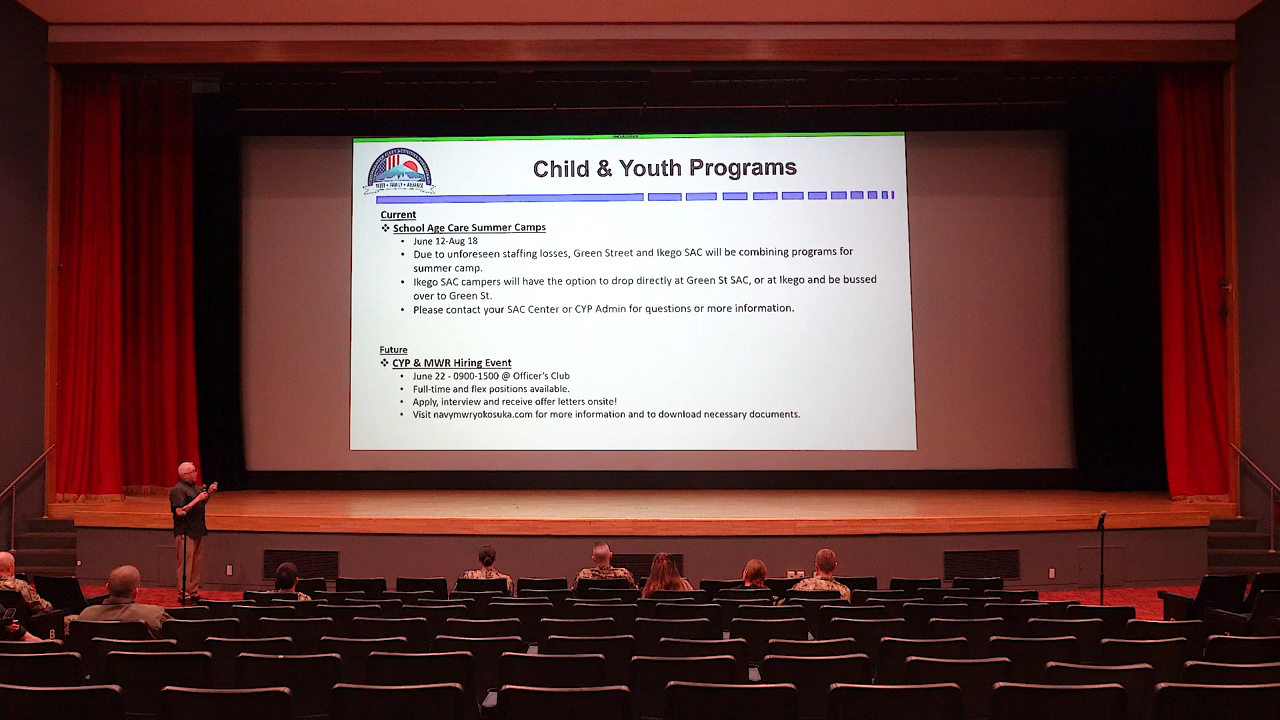 Child & Youth Programs
FLEET • FAMILY • ALLIANCE
Current
❖ School Age Care Summer Camps
• June 12-Aug 18
• Due to unforeseen staffing losses, Green Street and Ikego SAC will be combining programs for
summer camp.
• Ikego SAC campers will have the option to drop directly at Green St SAC, or at Ikego and be bussed
over to Green St.
• Please contact your SAC Center or CYP Admin for questions or more information.
Future
❖ CYP & MWR Hiring Event
• June 22 - 0900-1500 @ Officer's Club
• Full-time and flex positions available.
• Apply, interview and receive offer letters onsite!
• Visit navymwryokosuka.com for more information and to download necessary documents.